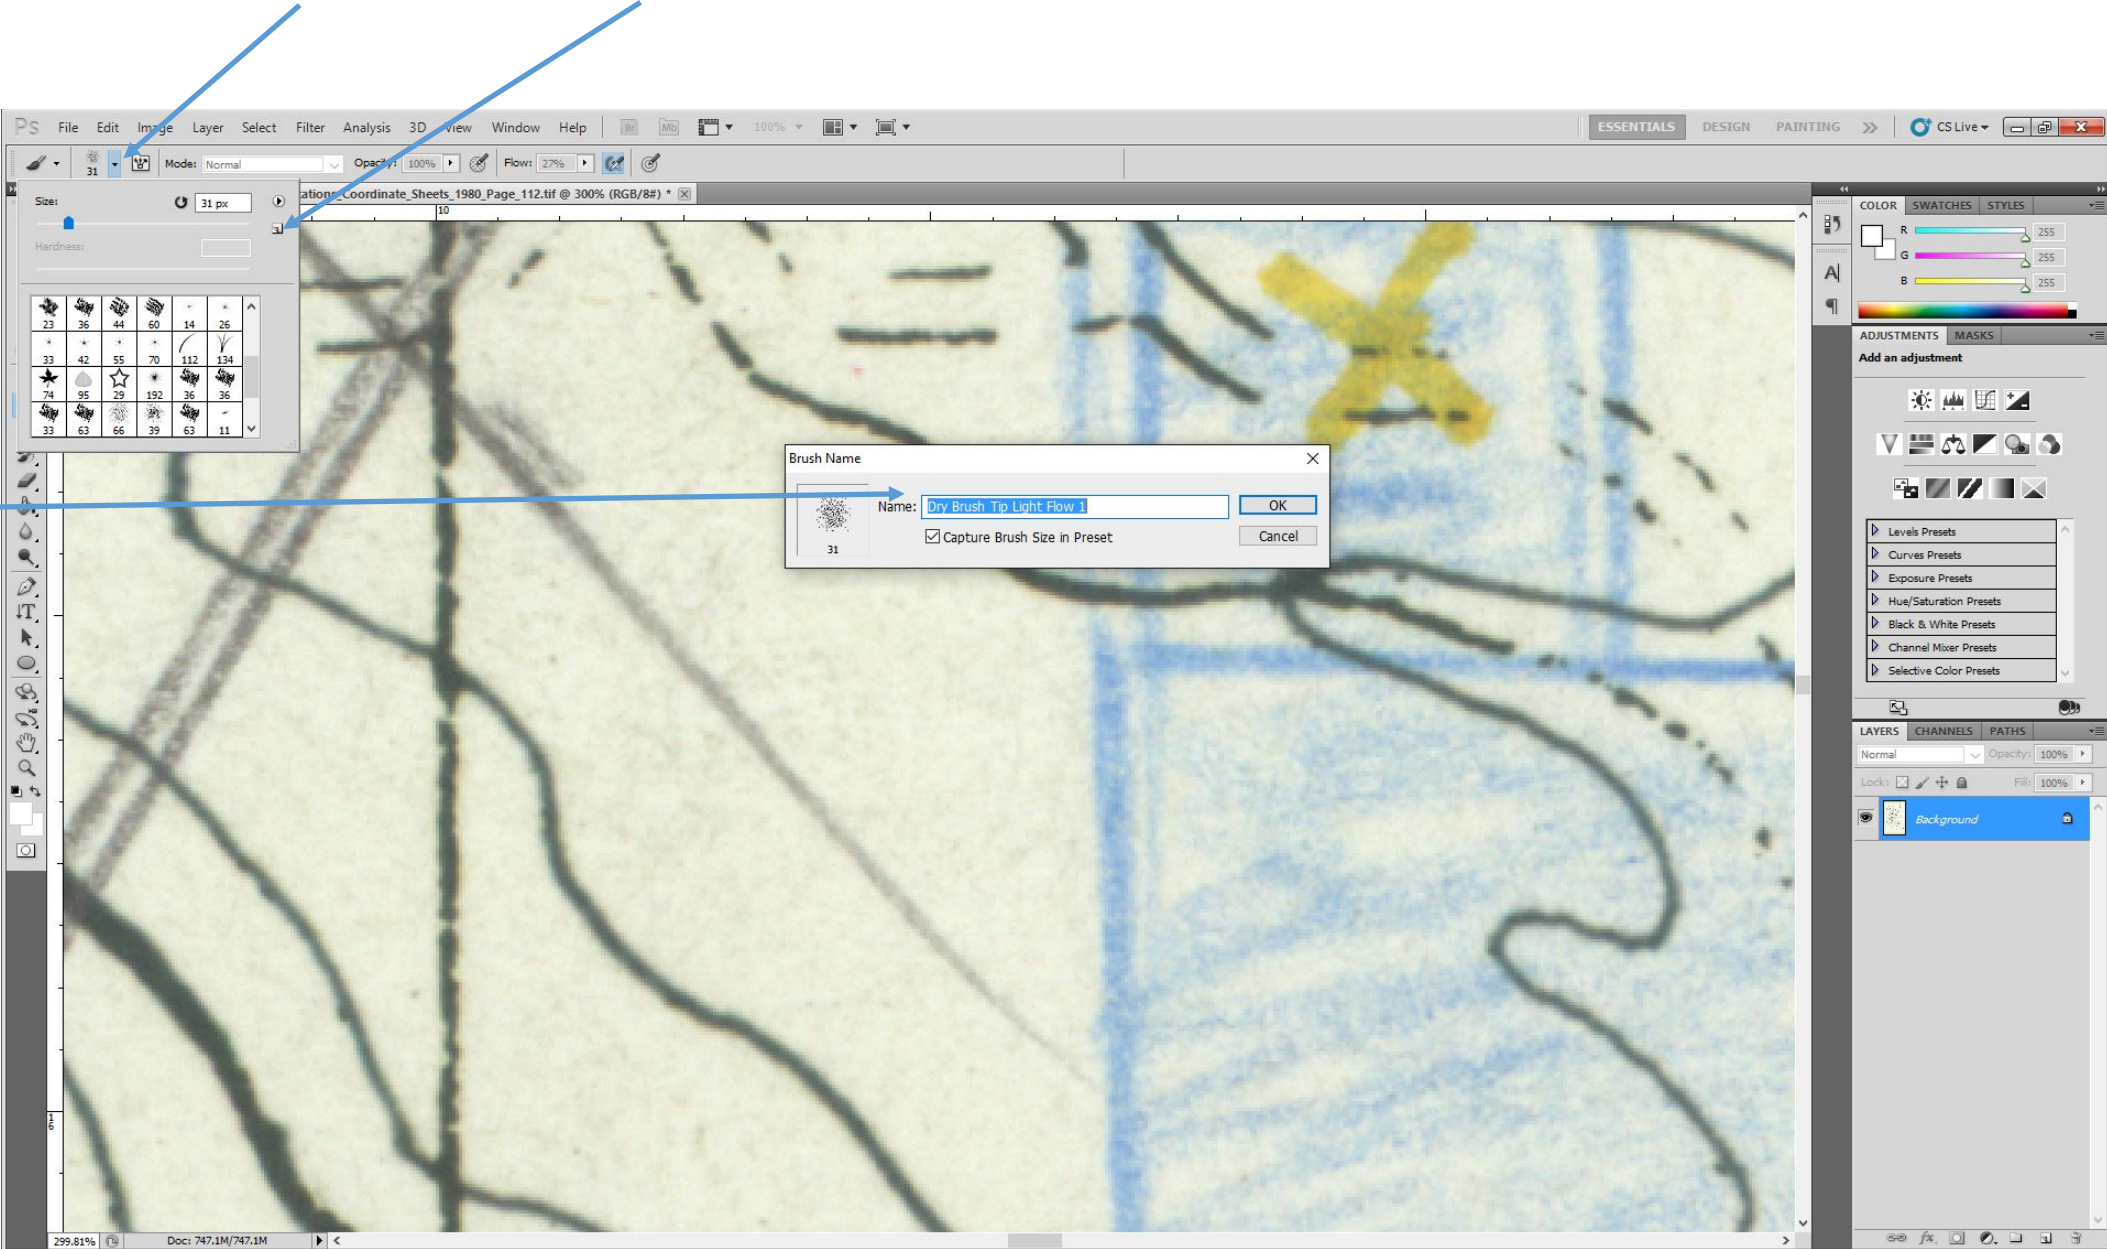 Ps File Edit Image Layer Select Filter Analysis 3D View Window Help Br Mb 100% ESSENTIALS DESIGN PAINTING CS Live
31 Mode: Normal Opacity: 100% Flow: 27%
Coordinate_Sheets_1980_Page_112.tif @ 300% (RGB/8#) *
Size: 31 px
Hardness:
23 36 44 60 14 26
33 42 55 70 112 134
74 95 29 192 36 36
33 63 66 39 63 11
10
Brush Name
Name: Dry Brush Tip Light Flow 1 OK
31
Capture Brush Size in Preset Cancel
COLOR SWATCHES STYLES
R 255
G 255
B 255
ADJUSTMENTS MASKS
Add an adjustment
Levels Presets
Curves Presets
Exposure Presets
Hue/Saturation Presets
Black & White Presets
Channel Mixer Presets
Selective Color Presets
LAYERS CHANNELS PATHS
Normal Opacity: 100%
Lock: Fill: 100%
Background
1
6
299.81% Doc: 747.1M/747.1M